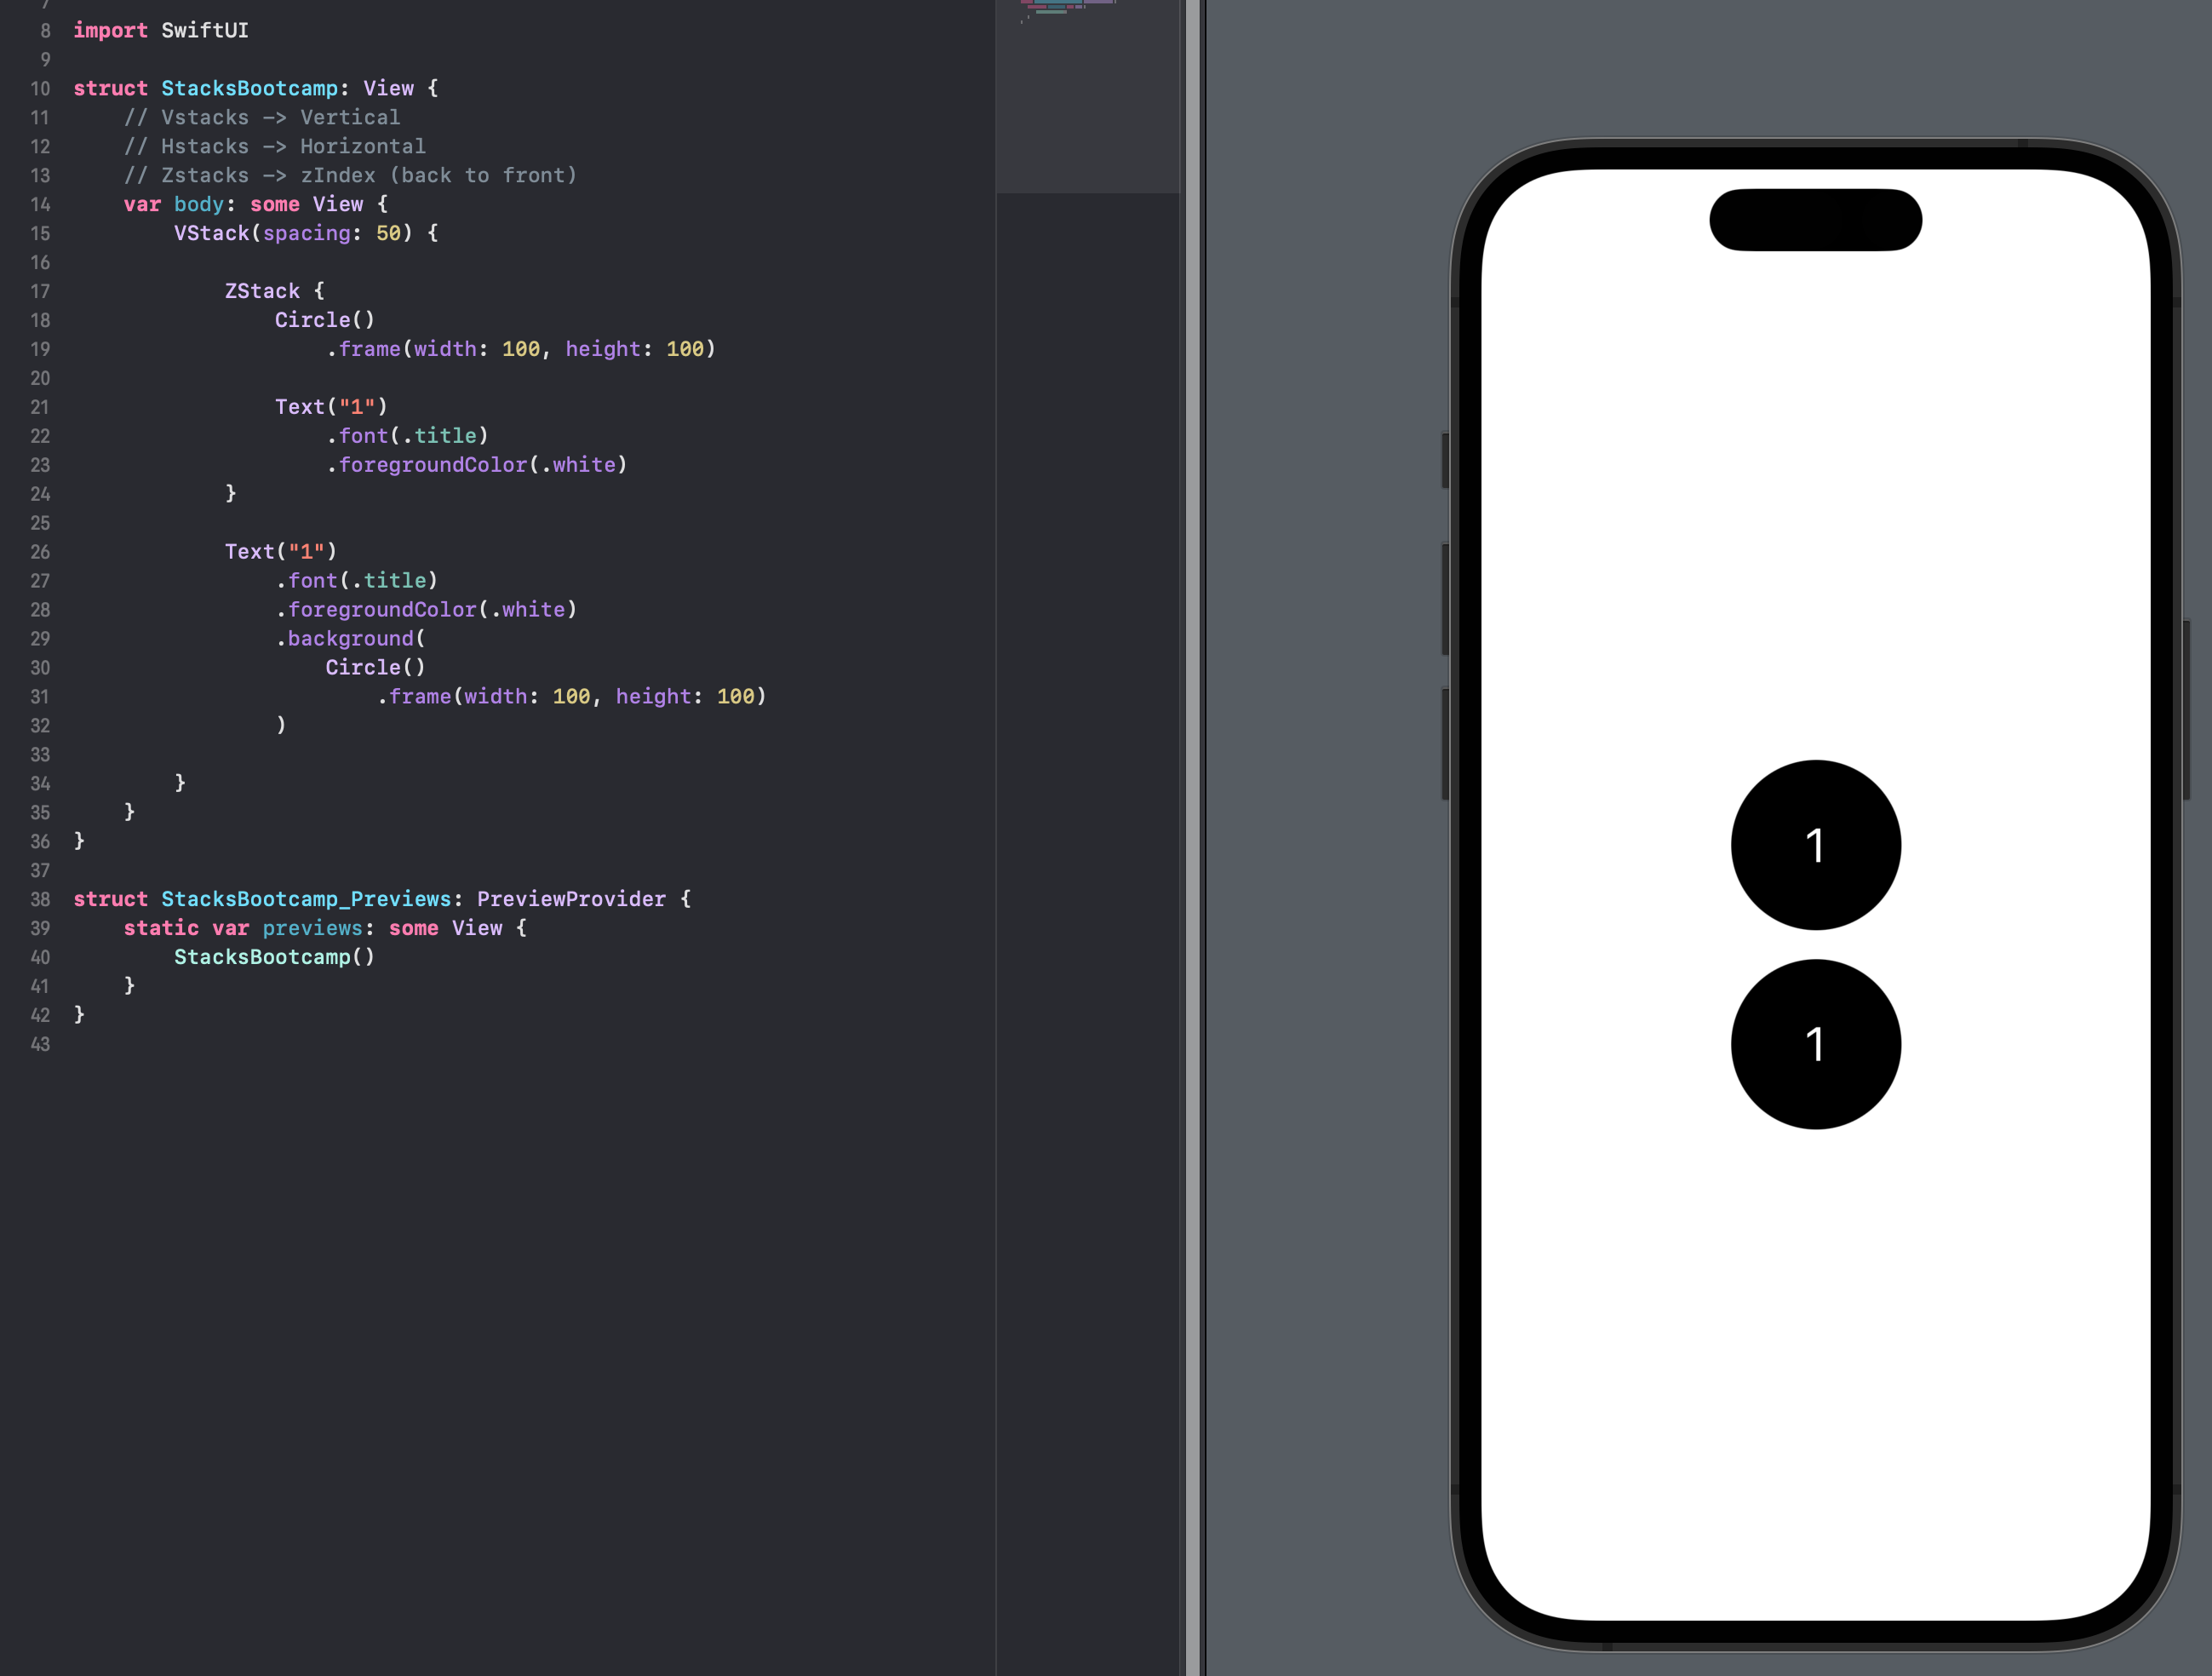 7
8 import SwiftUI
9
10 struct StacksBootcamp: View {
11     // Vstacks -> Vertical
12     // Hstacks -> Horizontal
13     // Zstacks -> zIndex (back to front)
14     var body: some View {
15         VStack(spacing: 50) {
16
17             ZStack {
18                 Circle()
19                     .frame(width: 100, height: 100)
20
21                 Text("1")
22                     .font(.title)
23                     .foregroundColor(.white)
24             }
25
26             Text("1")
27                 .font(.title)
28                 .foregroundColor(.white)
29                 .background(
30                     Circle()
31                         .frame(width: 100, height: 100)
32                 )
33
34         }
35     }
36 }
37
38 struct StacksBootcamp_Previews: PreviewProvider {
39     static var previews: some View {
40         StacksBootcamp()
41     }
42 }
43
1
1